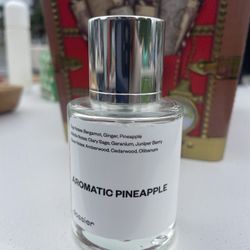 Top Notes: Bergamot, Ginger, Pineapple
Middle Notes: Clary Sage, Geranium, Juniper Berry
Base Notes: Amberwood, Cedarwood, Olibanum
AROMATIC PINEAPPLE
dossier